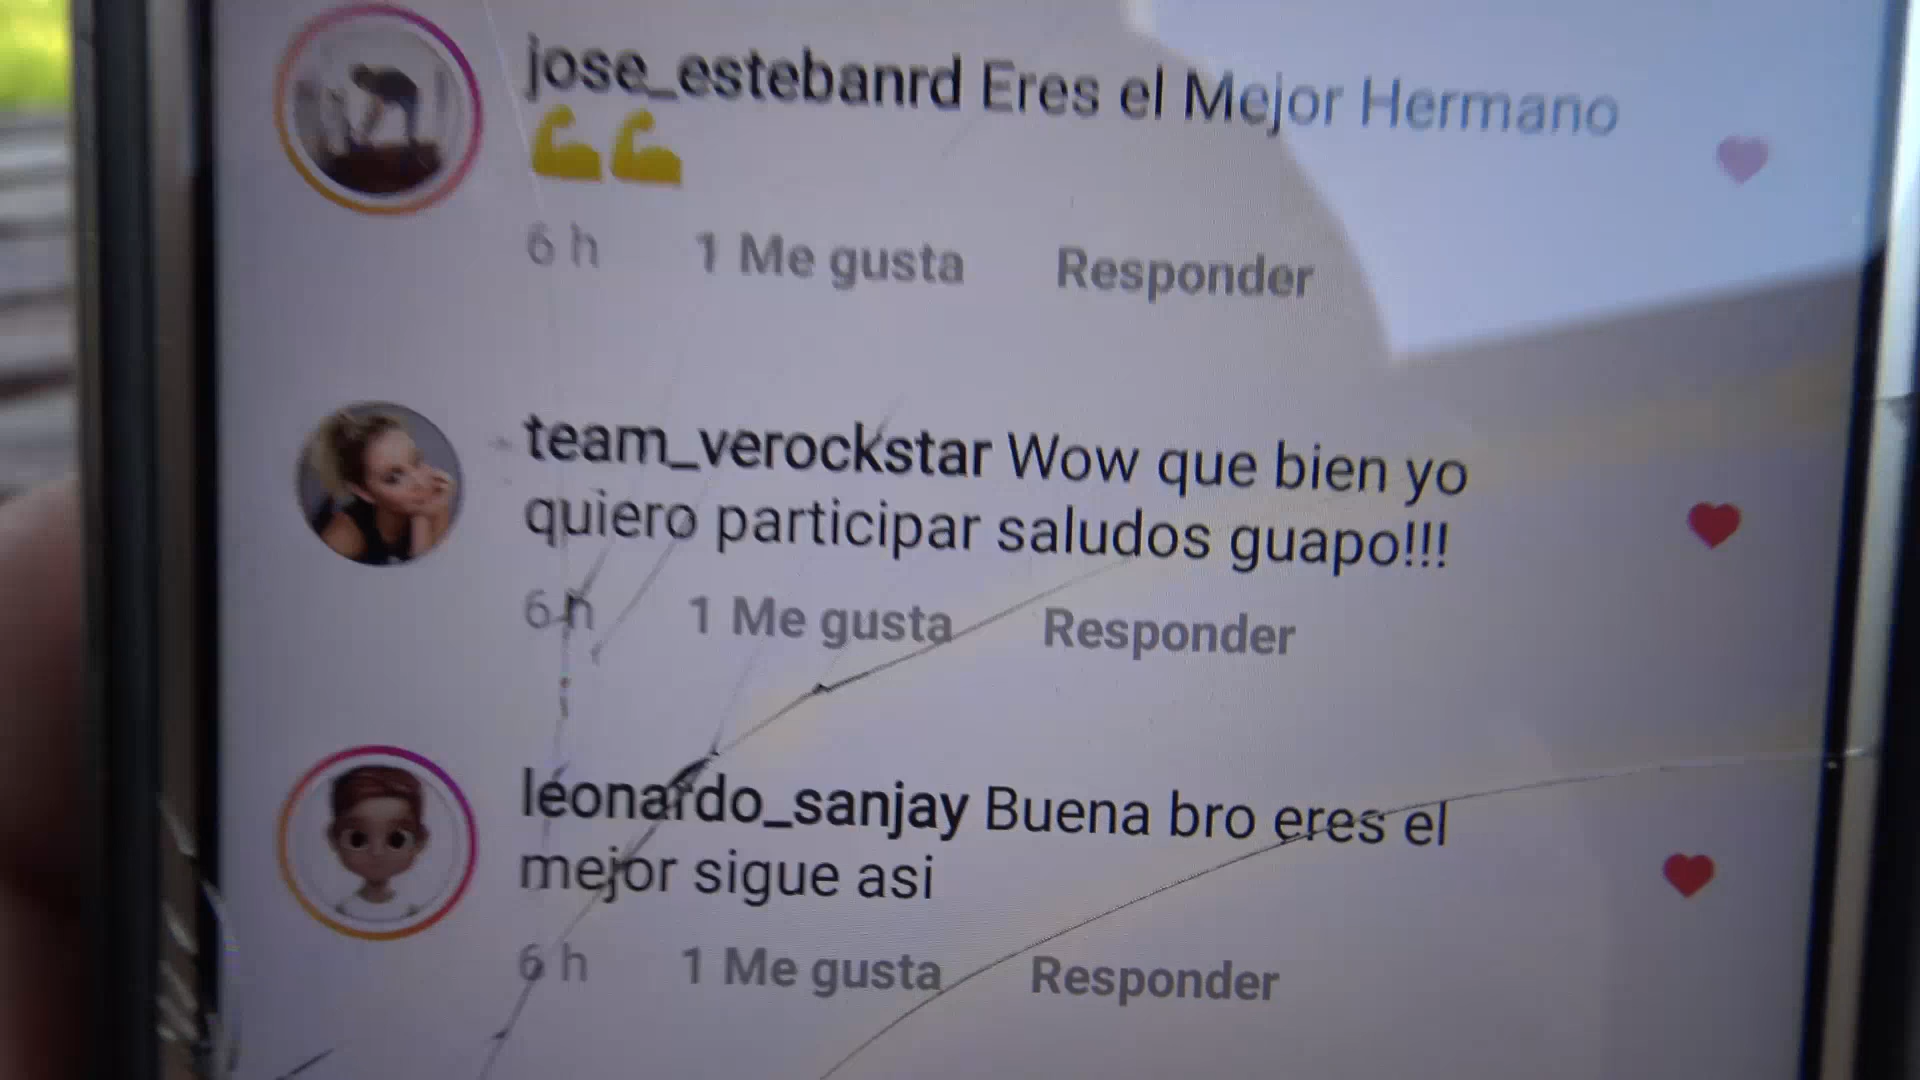 jose_estebanrd Eres el Mejor Hermano
💪💪
6 h 1 Me gusta Responder
team_verockstar Wow que bien yo
quiero participar saludos guapo!!!
6 h 1 Me gusta Responder
leonardo_sanjay Buena bro eres el
mejor sigue asi
6 h 1 Me gusta Responder